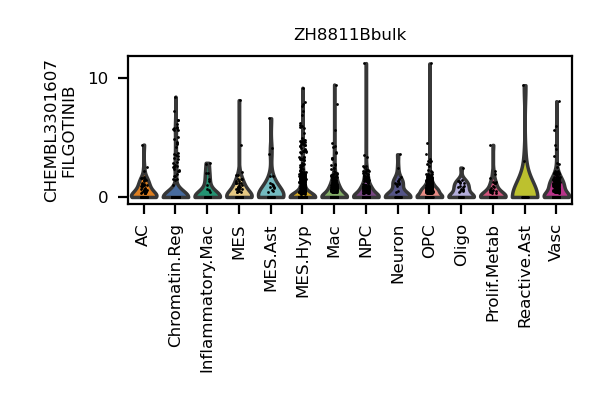 ZH8811Bbulk
CHEMBL3301607
FILGOTINIB
10
0
AC
Chromatin.Reg
Inflammatory.Mac
MES
MES.Ast
MES.Hyp
Mac
NPC
Neuron
OPC
Oligo
Prolif.Metab
Reactive.Ast
Vasc